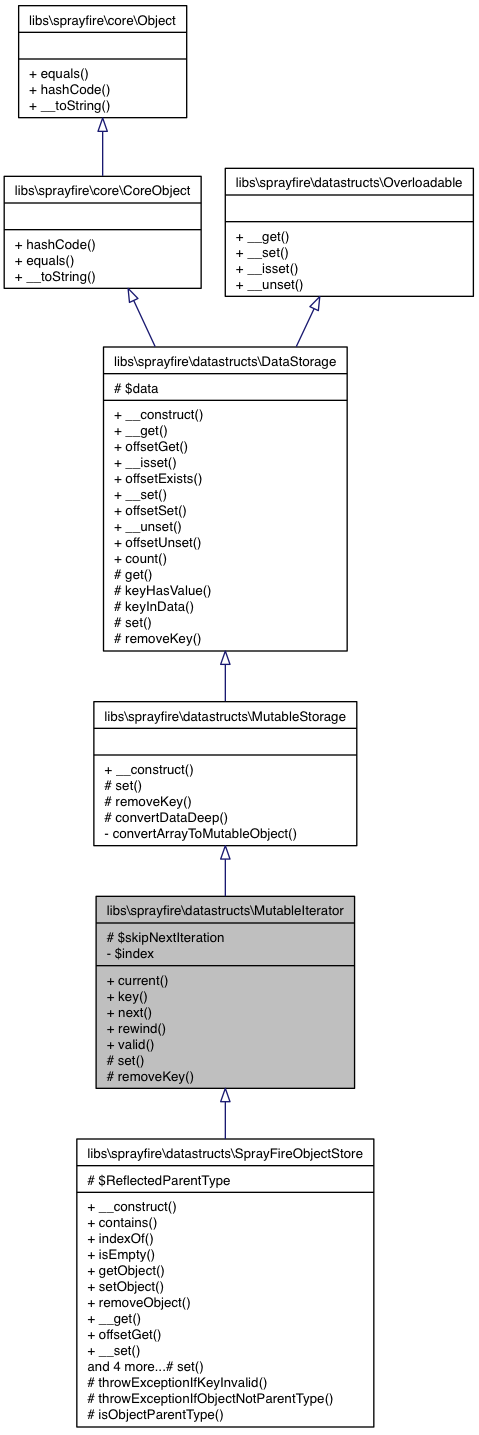 libs\sprayfire\core\Object
+ equals()
+ hashCode()
+ __toString()
libs\sprayfire\core\CoreObject
+ hashCode()
+ equals()
+ __toString()
libs\sprayfire\datastructs\Overloadable
+ __get()
+ __set()
+ __isset()
+ __unset()
libs\sprayfire\datastructs\DataStorage
# $data
+ __construct()
+ __get()
+ offsetGet()
+ __isset()
+ offsetExists()
+ __set()
+ offsetSet()
+ __unset()
+ offsetUnset()
+ count()
# get()
# keyHasValue()
# keyInData()
# set()
# removeKey()
libs\sprayfire\datastructs\MutableStorage
+ __construct()
# set()
# removeKey()
# convertDataDeep()
- convertArrayToMutableObject()
libs\sprayfire\datastructs\MutableIterator
# $skipNextIteration
- $index
+ current()
+ key()
+ next()
+ rewind()
+ valid()
# set()
# removeKey()
libs\sprayfire\datastructs\SprayFireObjectStore
# $ReflectedParentType
+ __construct()
+ contains()
+ indexOf()
+ isEmpty()
+ getObject()
+ setObject()
+ removeObject()
+ __get()
+ offsetGet()
+ __set()
and 4 more...# set()
# throwExceptionIfKeyInvalid()
# throwExceptionIfObjectNotParentType()
# isObjectParentType()